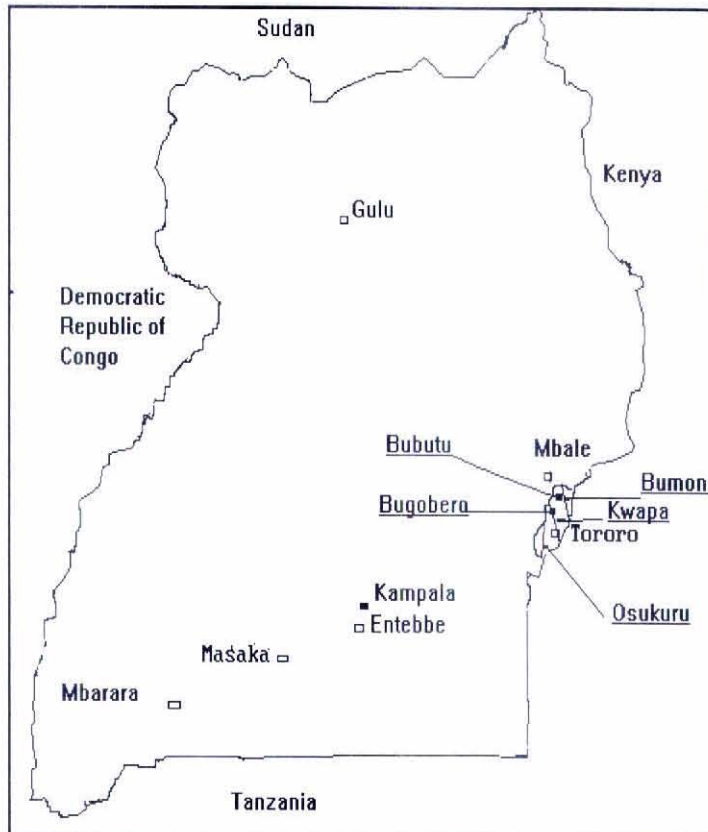 Sudan
Kenya
Gulu
Democratic
Republic of
Congo
Bubutu
Mbale
Bumon
Bugobero
Kwapa
Tororo
Kampala
Osukuru
Entebbe
Masaka
Mbarara
Tanzania